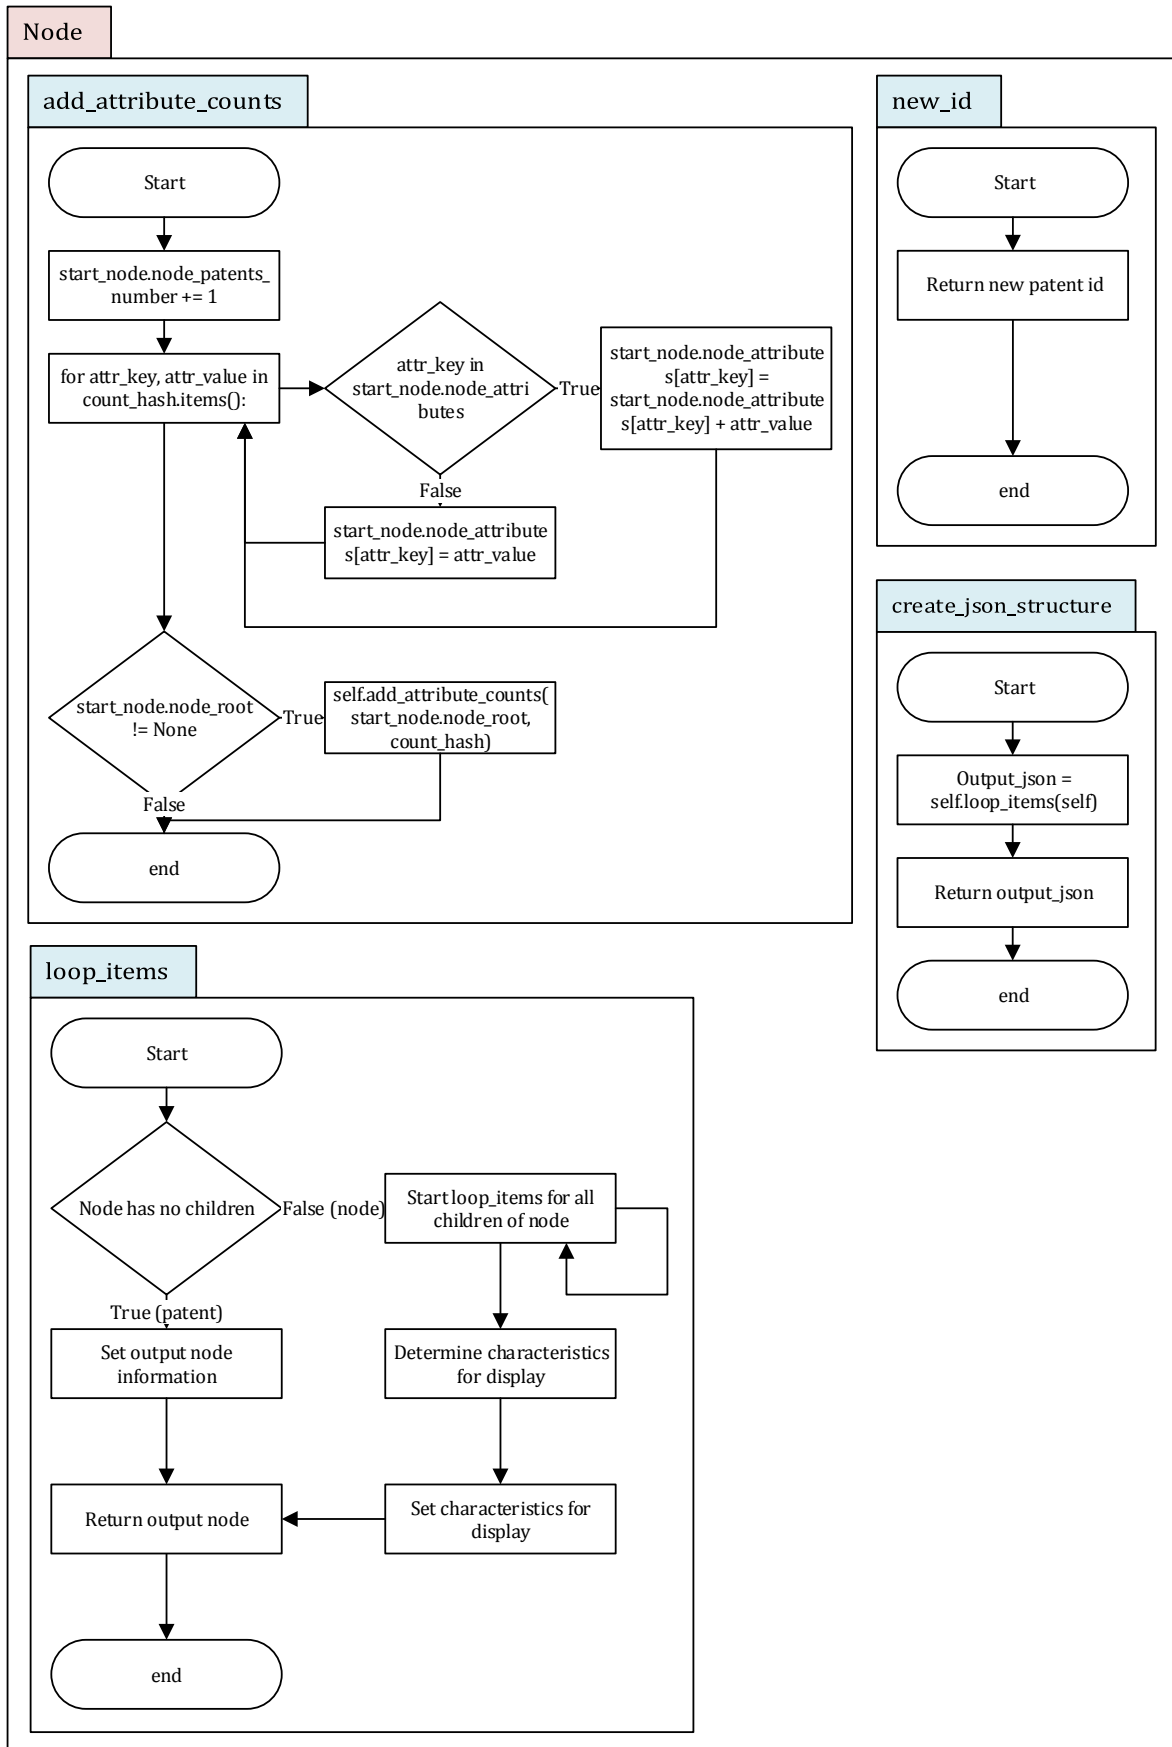 Node
add_attribute_counts
Start
start_node.node_patents_
number += 1
for attr_key, attr_value in
count_hash.items():
attr_key in
start_node.node_attri
butes
True
start_node.node_attribute
s[attr_key] =
start_node.node_attribute
s[attr_key] + attr_value
False
start_node.node_attribute
s[attr_key] = attr_value
start_node.node_root
!= None
True
self.add_attribute_counts(
start_node.node_root,
count_hash)
False
end
new_id
Start
Return new patent id
end
create_json_structure
Start
Output_json =
self.loop_items(self)
Return output_json
end
loop_items
Start
Node has no children
False (node)
Start loop_items for all
children of node
True (patent)
Set output node
information
Determine characteristics
for display
Return output node
Set characteristics for
display
end